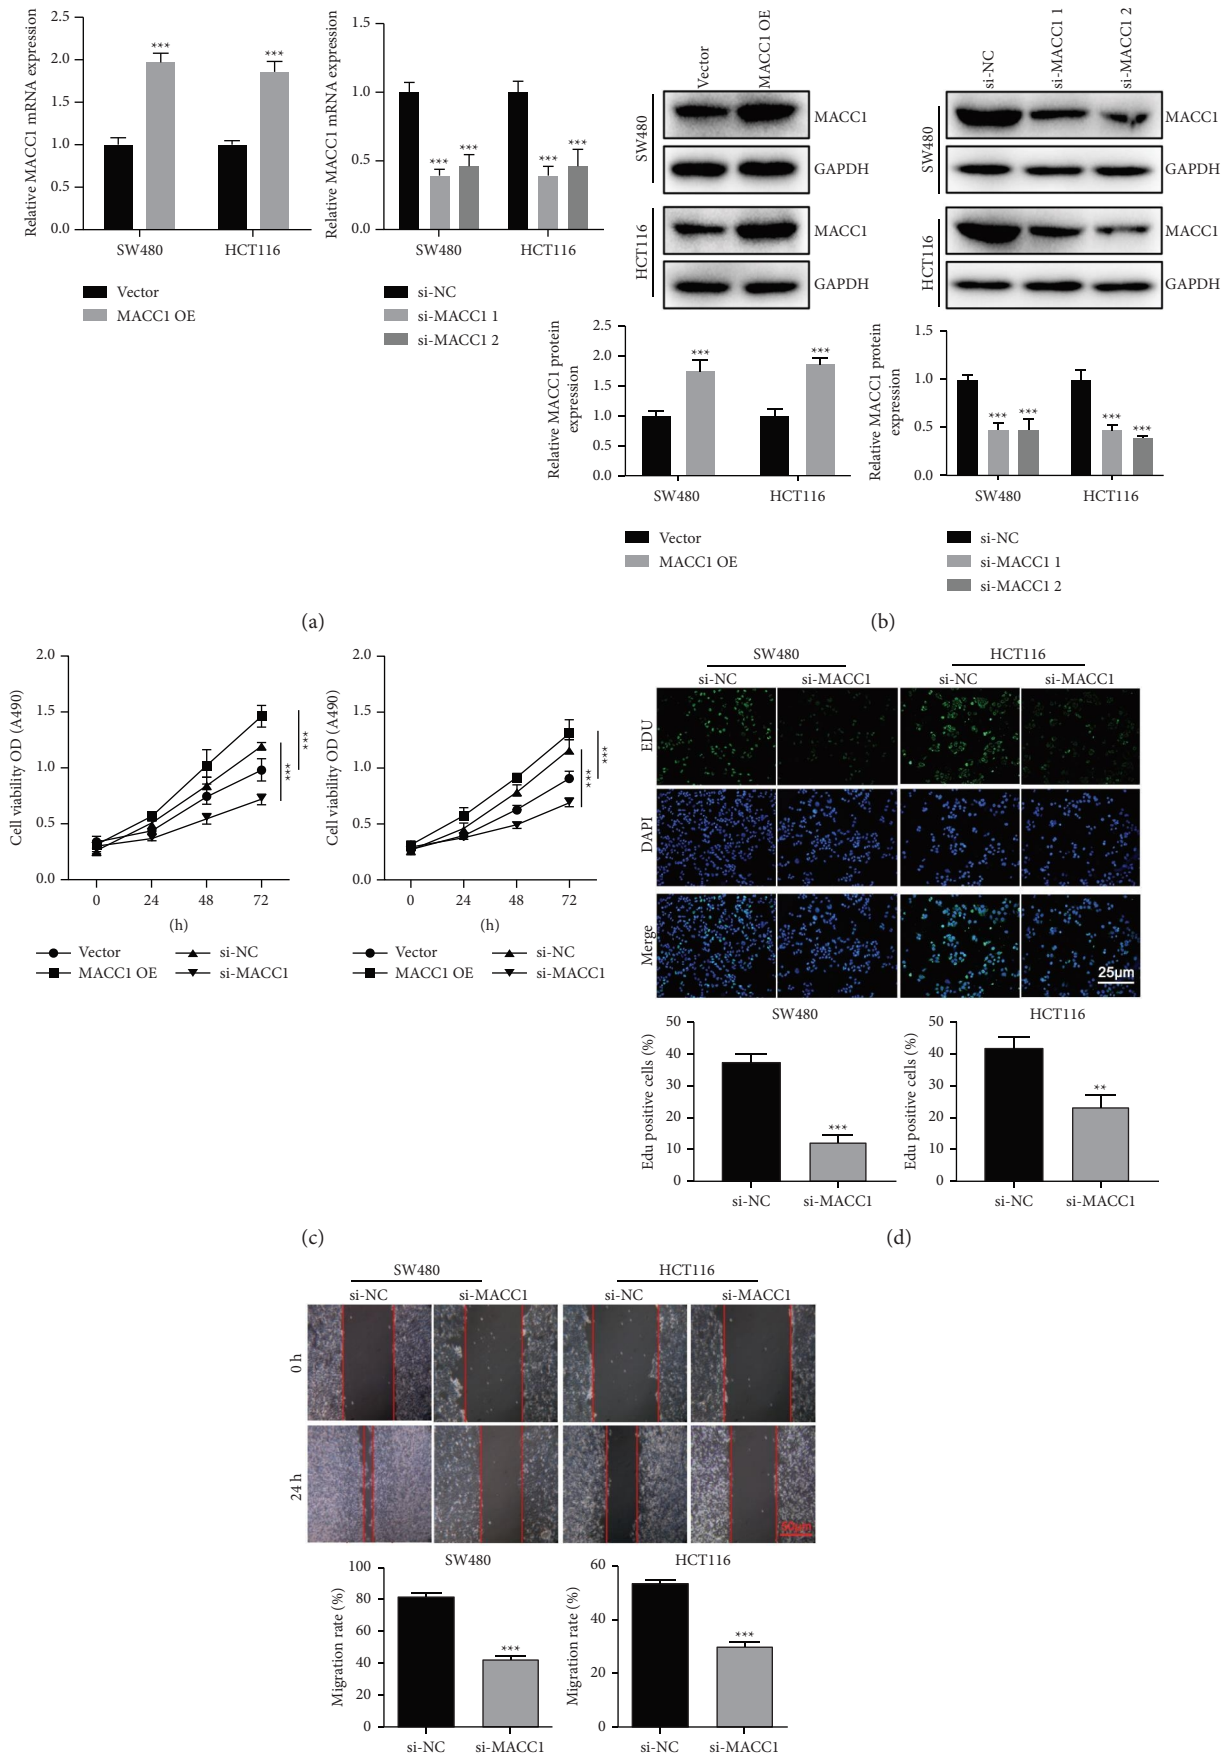 Relative MACC1 mRNA expression
2.5
2.0
1.5
1.0
0.5
0.0
***
***
SW480 HCT116
Vector
MACC1 OE
Relative MACC1 mRNA expression
1.5
1.0
0.5
0.0
*** *** *** ***
SW480 HCT116
si-NC
si-MACC1 1
si-MACC1 2
(a)
Vector MACC1 OE
SW480
MACC1
GAPDH
HCT116
MACC1
GAPDH
si-NC si-MACC1 1 si-MACC1 2
SW480
MACC1
GAPDH
HCT116
MACC1
GAPDH
Relative MACC1 protein
expression
2.5
2.0
1.5
1.0
0.5
0.0
*** ***
SW480 HCT116
Vector
MACC1 OE
Relative MACC1 protein
expression
1.5
1.0
0.5
0.0
*** *** *** ***
SW480 HCT116
si-NC
si-MACC1 1
si-MACC1 2
(b)
Cell viability OD (A490)
2.0
1.5
1.0
0.5
0.0
***
***
0 24 48 72
(h)
Vector si-NC
MACC1 OE si-MACC1
Cell viability OD (A490)
2.0
1.5
1.0
0.5
0.0
***
***
0 24 48 72
(h)
Vector si-NC
MACC1 OE si-MACC1
(c)
SW480 HCT116
si-NC si-MACC1 si-NC si-MACC1
EDU
DAPI
Merge
25μm
SW480
Edu positive cells (%)
50
40
30
20
10
0
***
si-NC si-MACC1
HCT116
Edu positive cells (%)
50
40
30
20
10
0
**
si-NC si-MACC1
(d)
SW480 HCT116
si-NC si-MACC1 si-NC si-MACC1
0 h
24 h
SW480
Migration rate (%)
100
80
60
40
20
0
***
si-NC si-MACC1
HCT116
Migration rate (%)
60
40
20
0
***
si-NC si-MACC1